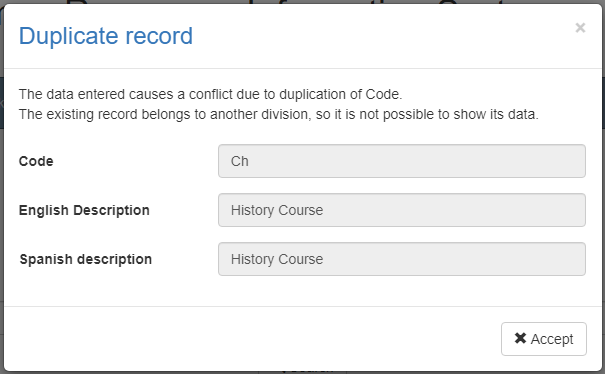 Duplicate record
×
The data entered causes a conflict due to duplication of Code.
The existing record belongs to another division, so it is not possible to show its data.
Code
Ch
English Description
History Course
Spanish description
History Course
✖ Accept